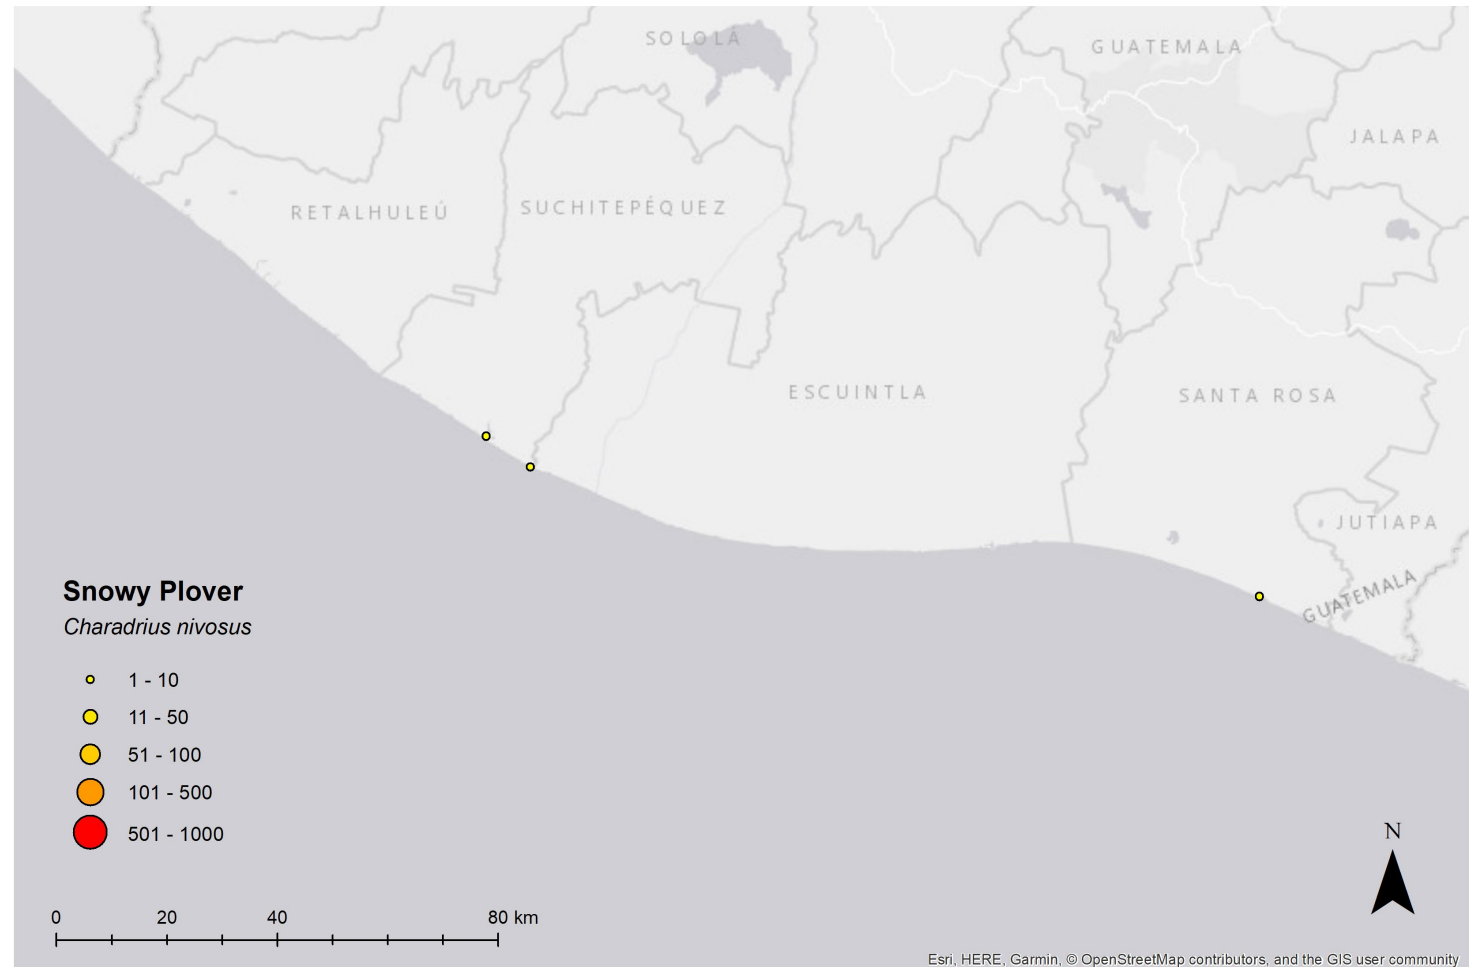 SOLOLÁ
GUATEMALA
JALAPA
RETALHULEÚ
SUCHITEPÉQUEZ
ESCUINTLA
SANTA ROSA
JUTIAPA
GUATEMALA
Snowy Plover
Charadrius nivosus
1 - 10
11 - 50
51 - 100
101 - 500
501 - 1000
N
0 20 40 80 km
Esri, HERE, Garmin, © OpenStreetMap contributors, and the GIS user community